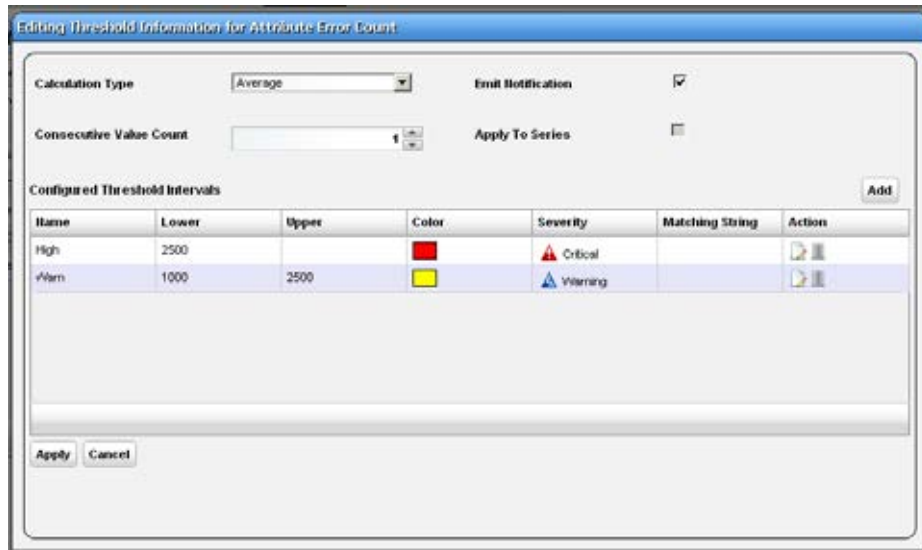 Editing Threshold Information for Attribute Error Count
Calculation Type Average Emit Notification
Consecutive Value Count 1 Apply To Series
Configured Threshold Intervals Add
Name Lower Upper Color Severity Matching String Action
High 2500 Critical
Warn 1000 2500 Warning
Apply Cancel